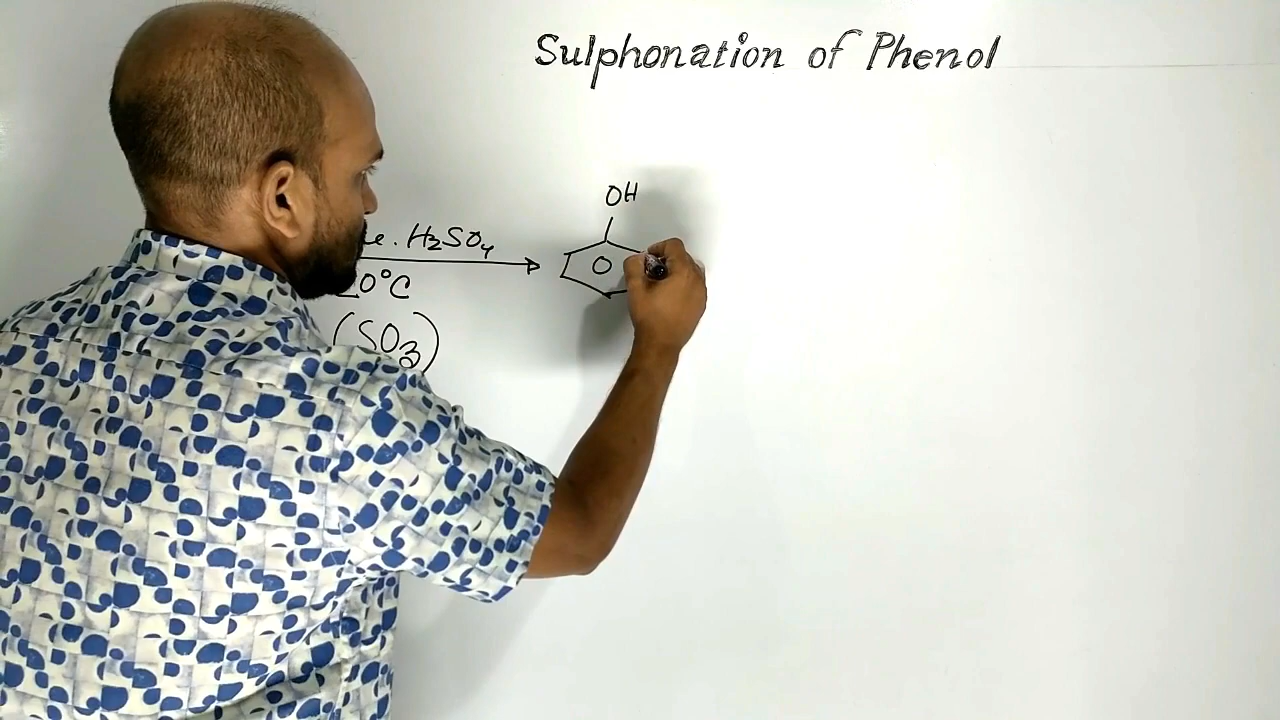 Sulphonation of Phenol
OH
H₂SO₄
0°C
(SO₃)